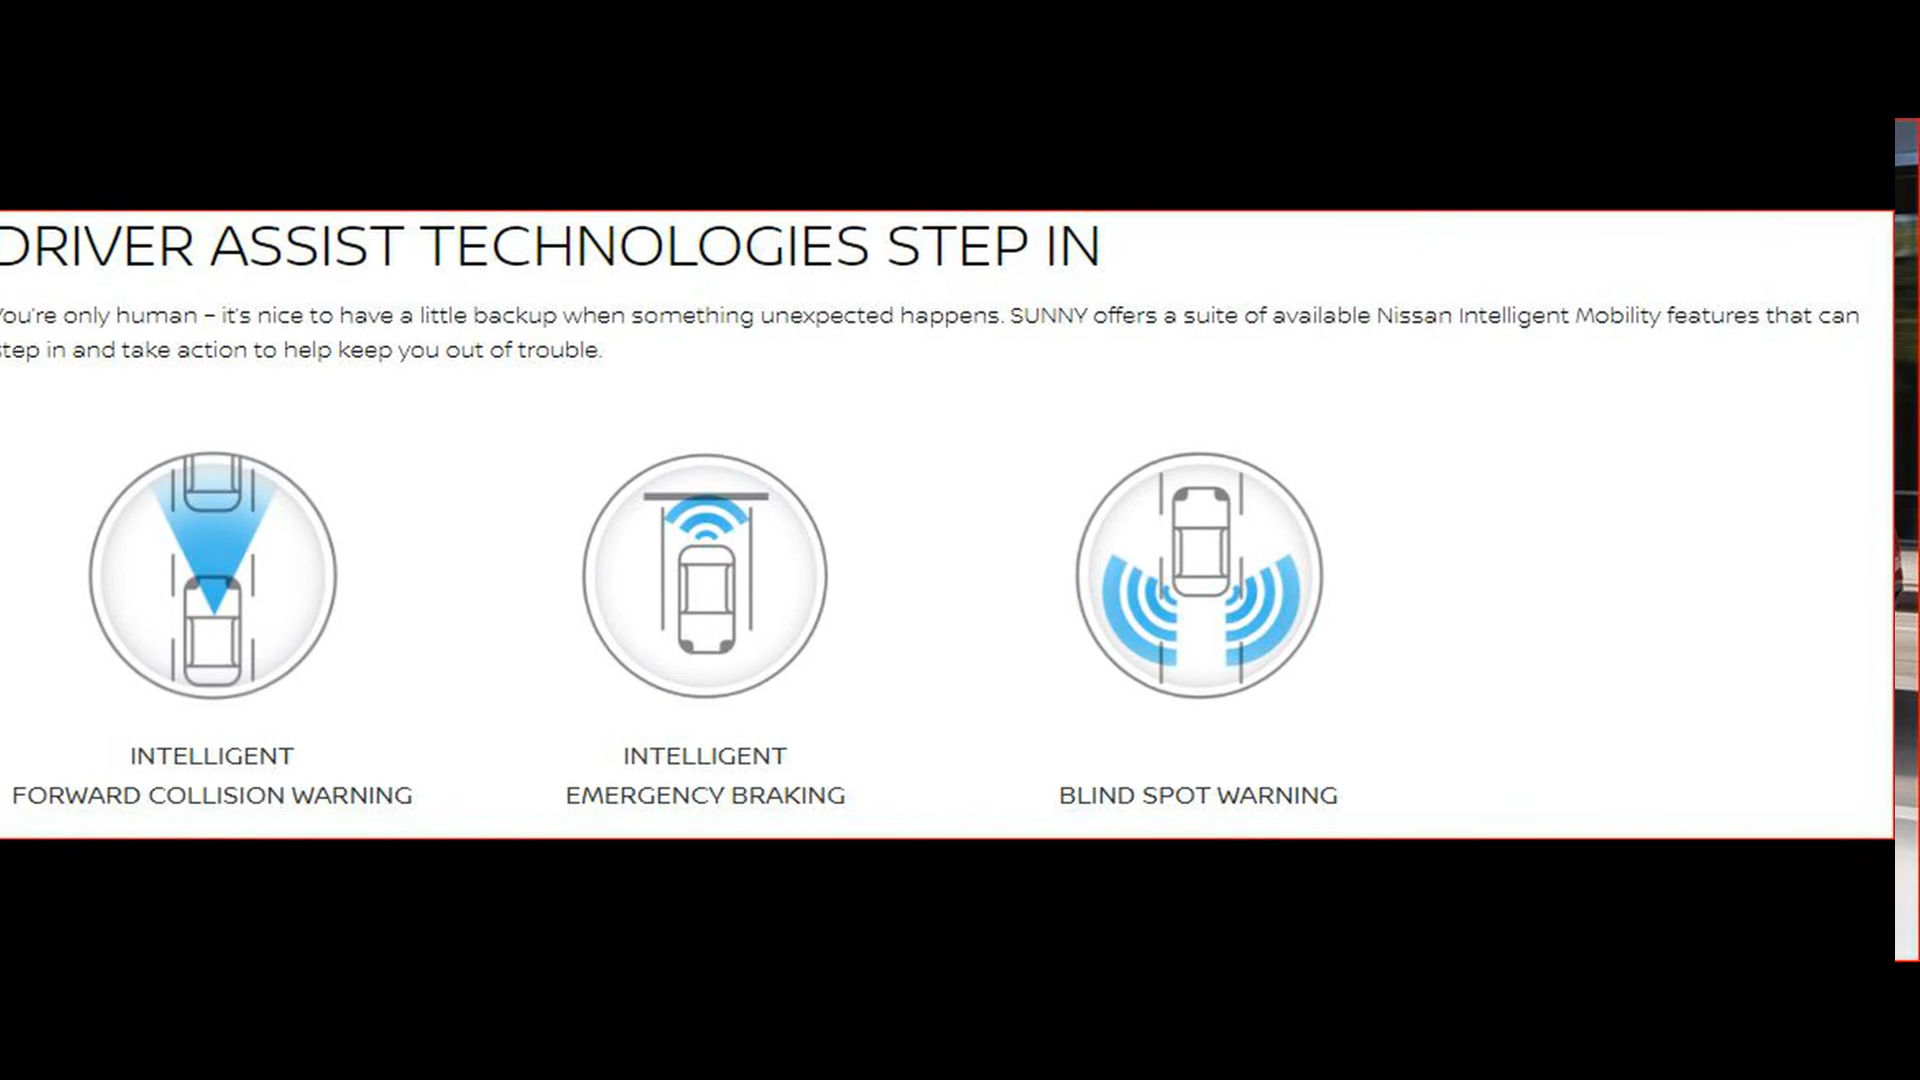 DRIVER ASSIST TECHNOLOGIES STEP IN
You're only human – it's nice to have a little backup when something unexpected happens. SUNNY offers a suite of available Nissan Intelligent Mobility features that can
step in and take action to help keep you out of trouble.
INTELLIGENT
FORWARD COLLISION WARNING
INTELLIGENT
EMERGENCY BRAKING
BLIND SPOT WARNING